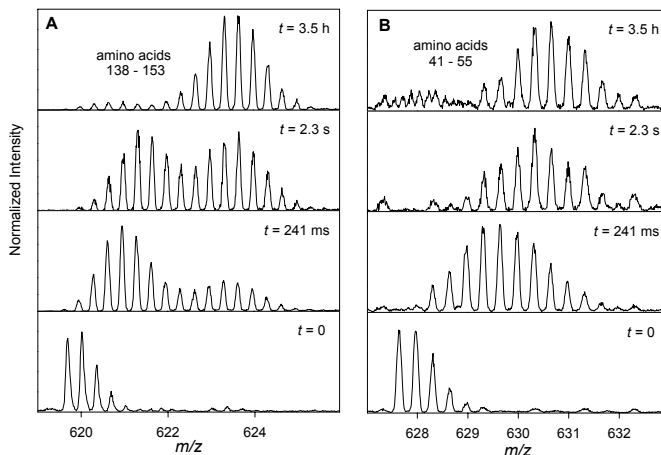 A
t = 3.5 h
amino acids
138 - 153
t = 2.3 s
t = 241 ms
t = 0
Normalized Intensity
620
622
624
m/z
B
t = 3.5 h
amino acids
41 - 55
t = 2.3 s
t = 241 ms
t = 0
628
629
630
631
632
m/z